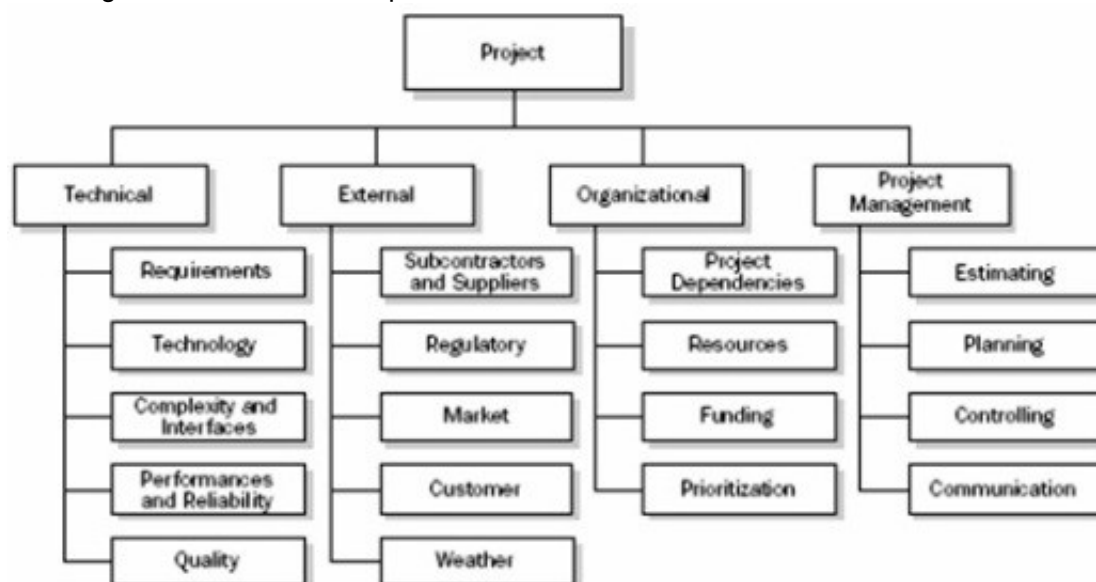 Project
Technical
External
Organizational
Project
Management
Requirements
Technology
Complexity and
Interfaces
Performances
and Reliability
Quality
Subcontractors
and Suppliers
Regulatory
Market
Customer
Weather
Project
Dependencies
Resources
Funding
Prioritization
Estimating
Planning
Controlling
Communication